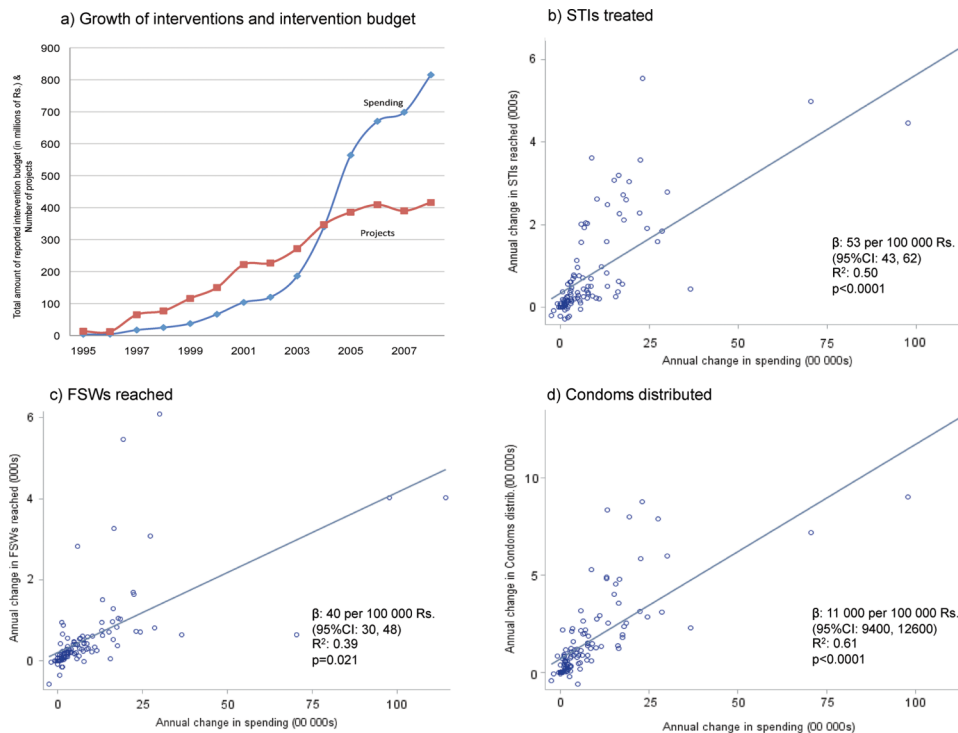 a) Growth of interventions and intervention budget
Total amount of reported intervention budget (in millions of Rs.) &
Number of projects
900
800
700
600
500
400
300
200
100
0
Spending
Projects
1995
1997
1999
2001
2003
2005
2007
b) STIs treated
Annual change in STIs reached (000s)
6
4
2
0
β: 53 per 100 000 Rs.
(95%CI: 43, 62)
R²: 0.50
p<0.0001
0
25
50
75
100
Annual change in spending (00 000s)
c) FSWs reached
Annual change in FSWs reached (000s)
6
4
2
0
β: 40 per 100 000 Rs.
(95%CI: 30, 48)
R²: 0.39
p=0.021
0
25
50
75
100
Annual change in spending (00 000s)
d) Condoms distributed
Annual change in Condoms distrib.(00 000s)
10
5
0
β: 11 000 per 100 000 Rs.
(95%CI: 9400, 12600)
R²: 0.61
p<0.0001
0
25
50
75
100
Annual change in spending (00 000s)